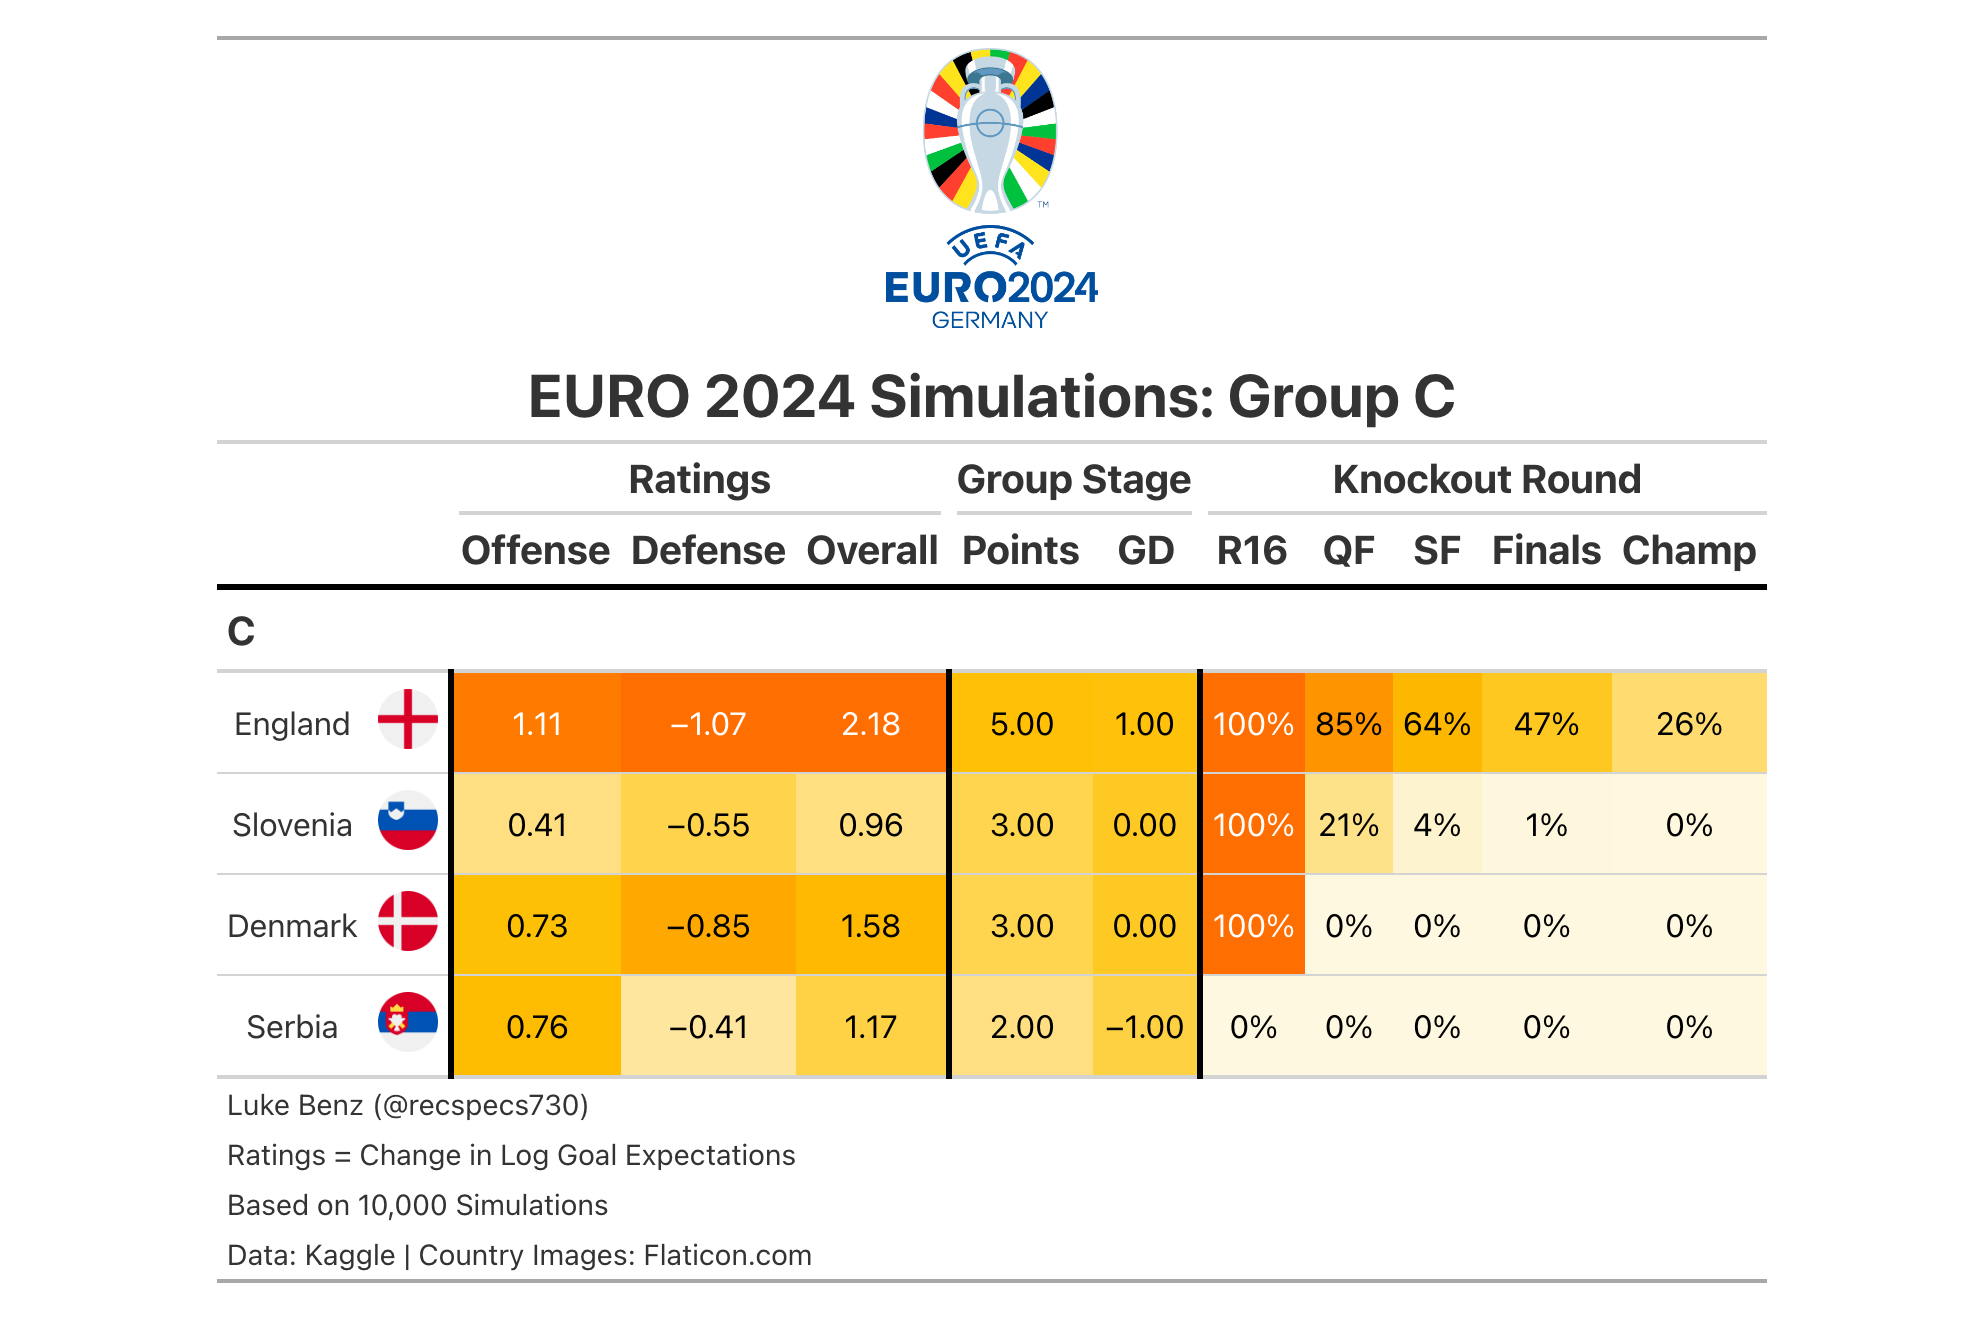 TM
UEFA
EURO2024
GERMANY
EURO 2024 Simulations: Group C
Ratings Group Stage Knockout Round
Offense Defense Overall Points GD R16 QF SF Finals Champ
C
England 1.11 −1.07 2.18 5.00 1.00 100% 85% 64% 47% 26%
Slovenia 0.41 −0.55 0.96 3.00 0.00 100% 21% 4% 1% 0%
Denmark 0.73 −0.85 1.58 3.00 0.00 100% 0% 0% 0% 0%
Serbia 0.76 −0.41 1.17 2.00 −1.00 0% 0% 0% 0% 0%
Luke Benz (@recspecs730)
Ratings = Change in Log Goal Expectations
Based on 10,000 Simulations
Data: Kaggle | Country Images: Flaticon.com